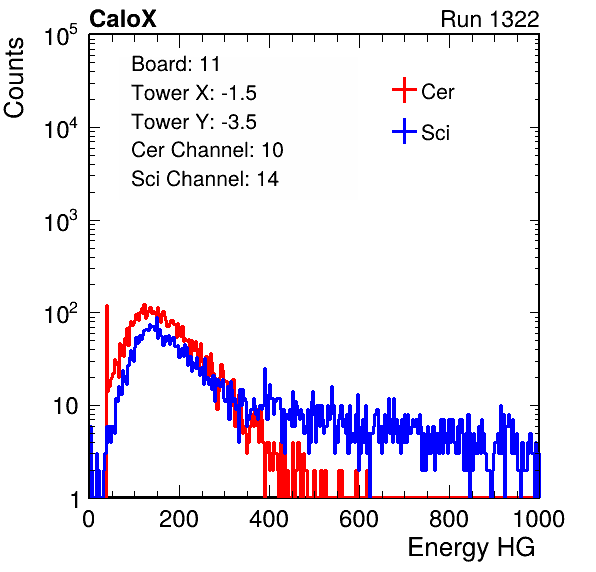 CaloX Run 1322
Counts
10^5
10^4
10^3
10^2
10
1
Board: 11
Tower X: -1.5
Tower Y: -3.5
Cer Channel: 10
Sci Channel: 14
Cer
Sci
0 200 400 600 800 1000
Energy HG